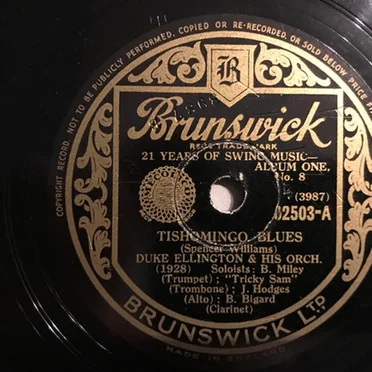 COPYRIGHT RECORD. NOT TO BE PUBLICLY PERFORMED, COPIED OR RE-RECORDED, OR SOLD BELOW PRICE
B
Brunswick
REGD TRADE MARK
21 YEARS OF SWING MUSIC—
ALBUM ONE.
No. 8
(3987)
02503-A
TISHOMINGO BLUES
(Spencer Williams)
DUKE ELLINGTON & HIS ORCH.
(1928) Soloists: B. Miley
(Trumpet); "Tricky Sam"
(Trombone); J. Hodges
(Alto); B. Bigard
(Clarinet)
BRUNSWICK LTD.
MADE IN ENGLAND